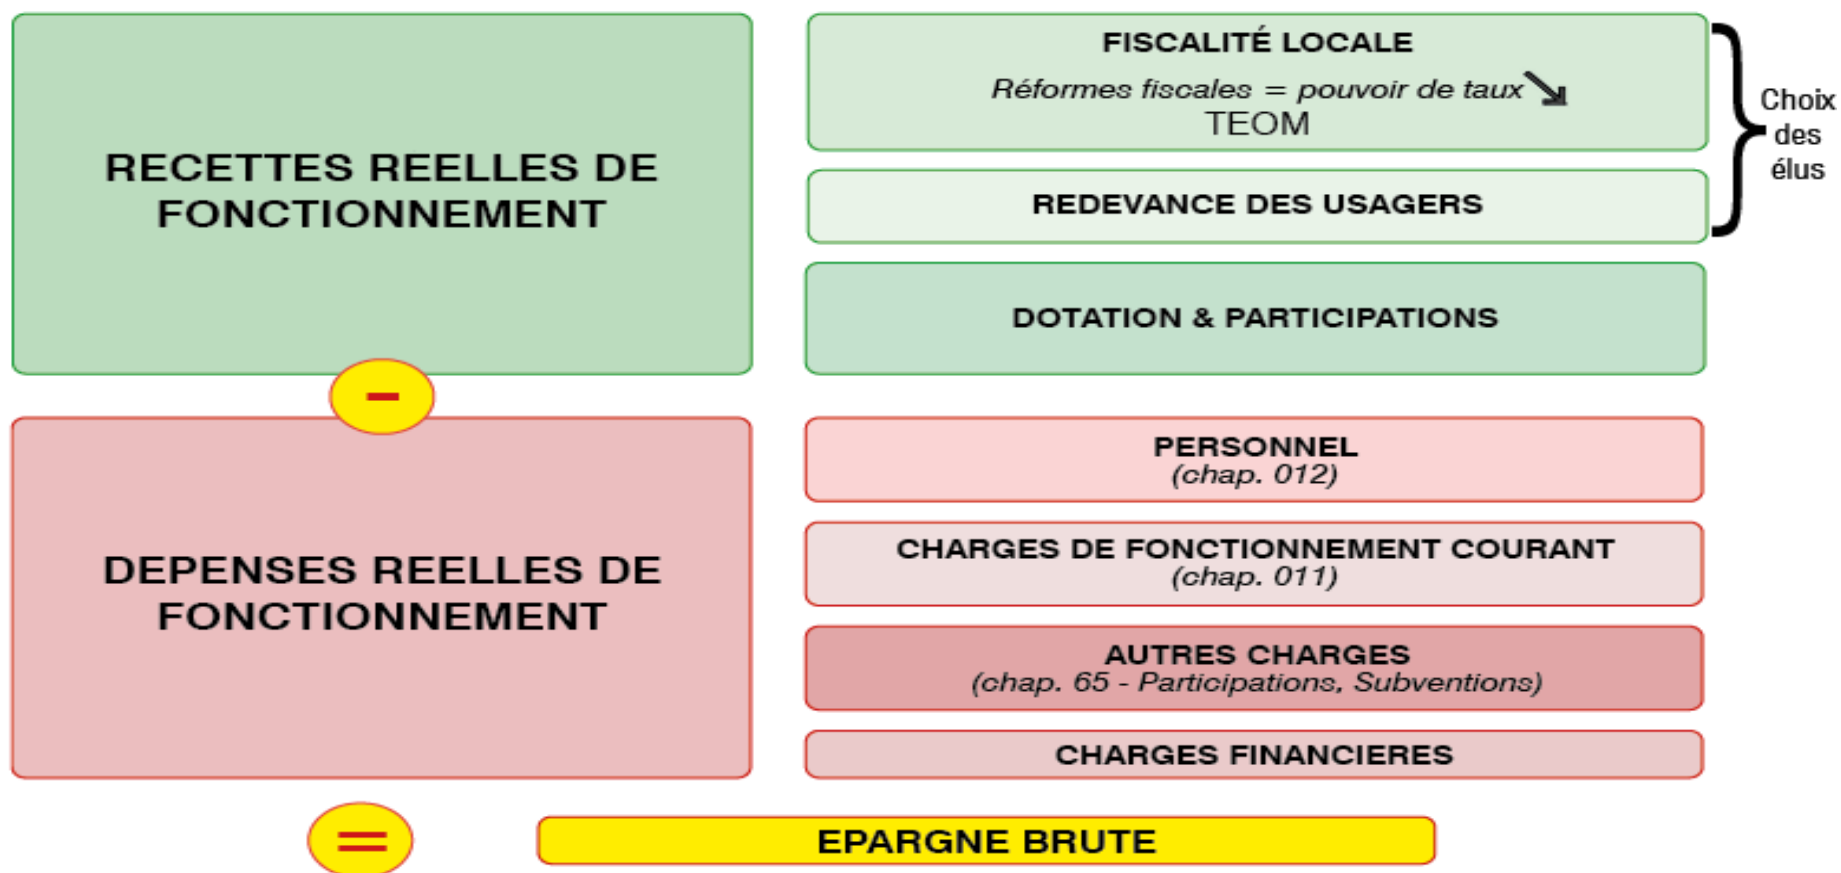 RECETTES REELLES DE
FONCTIONNEMENT
FISCALITÉ LOCALE
Réformes fiscales = pouvoir de taux
TEOM
REDEVANCE DES USAGERS
Choix
des
élus
DOTATION & PARTICIPATIONS
-
DEPENSES REELLES DE
FONCTIONNEMENT
PERSONNEL
(chap. 012)
CHARGES DE FONCTIONNEMENT COURANT
(chap. 011)
AUTRES CHARGES
(chap. 65 - Participations, Subventions)
CHARGES FINANCIERES
=
EPARGNE BRUTE